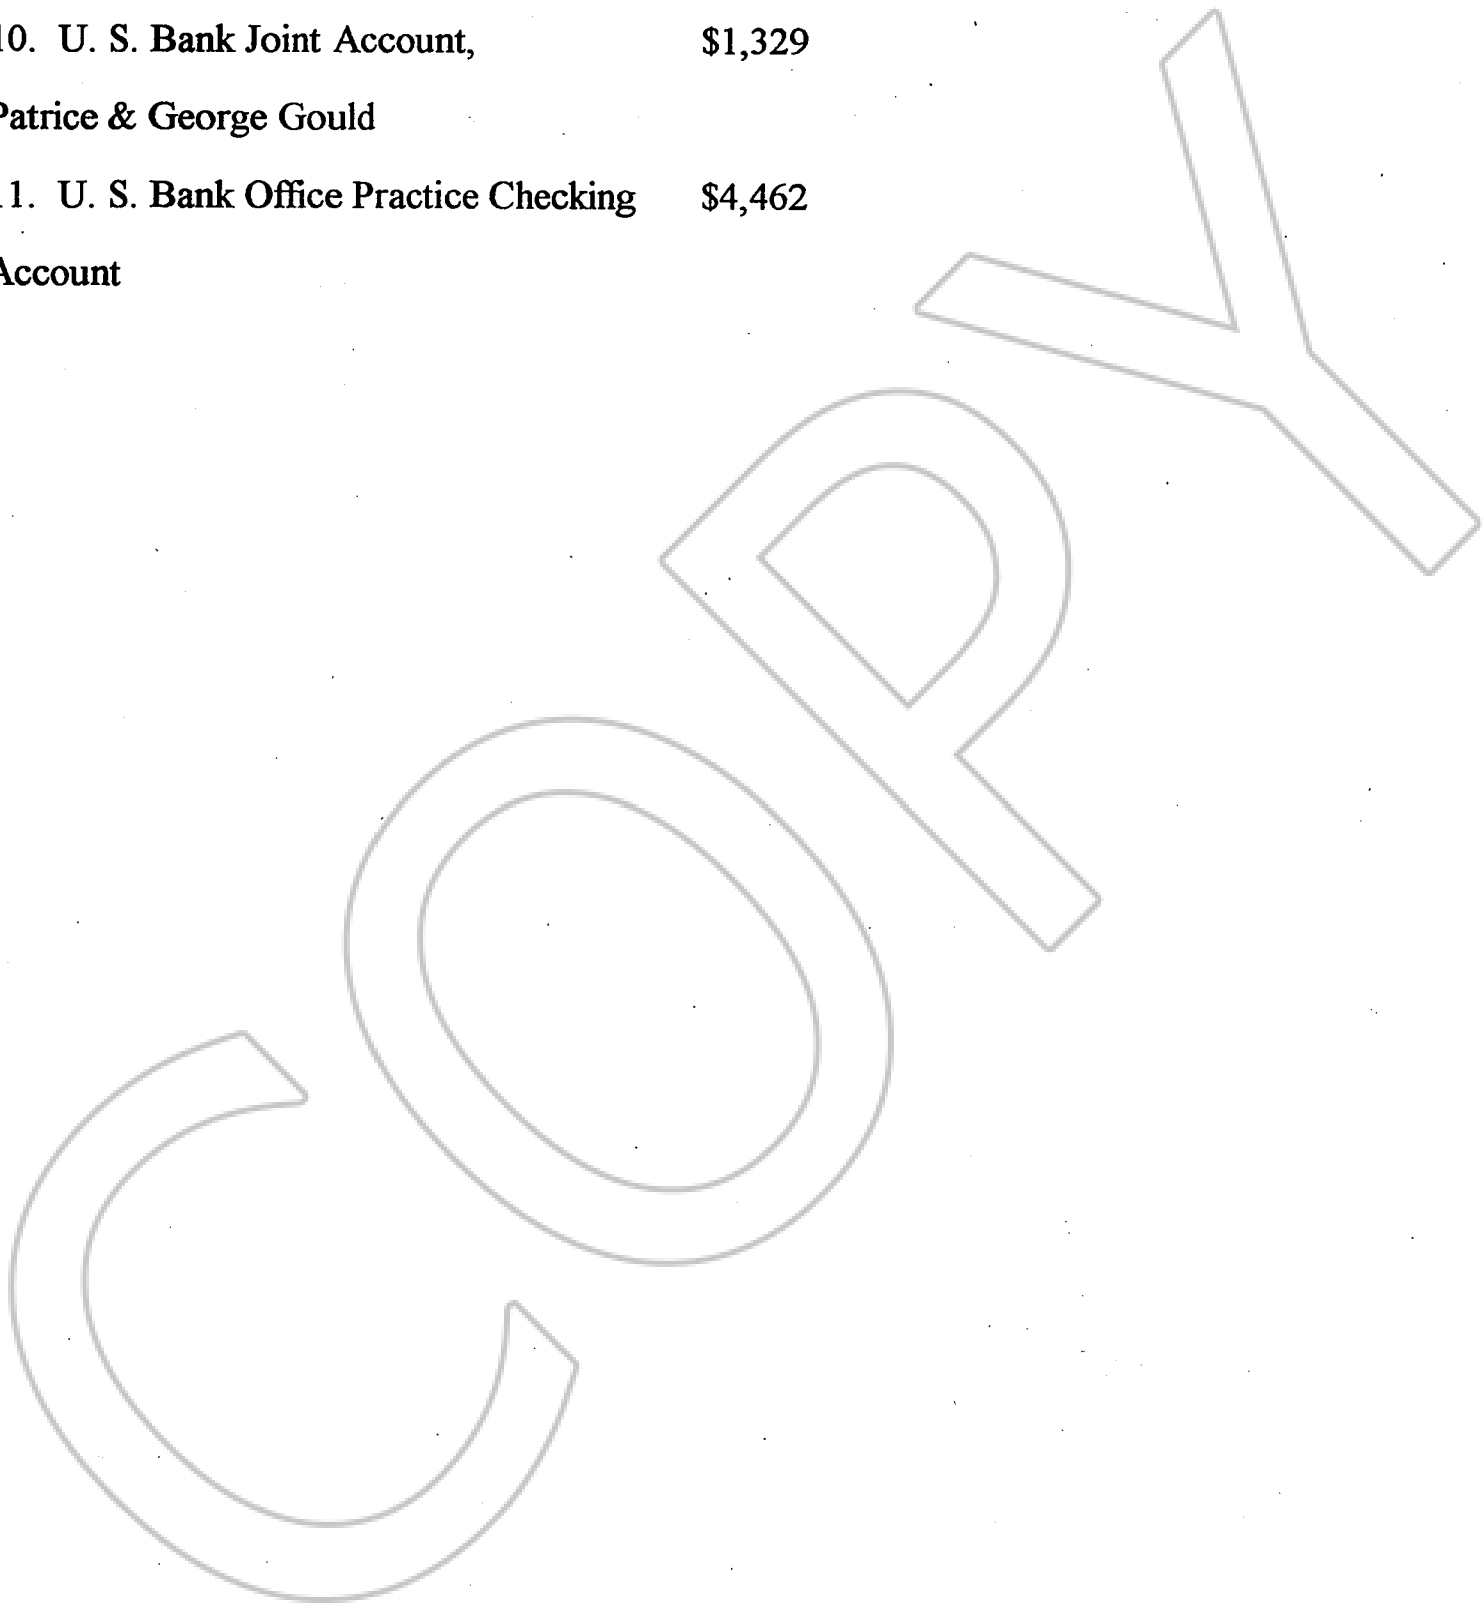 10. U. S. Bank Joint Account, $1,329
Patrice & George Gould
11. U. S. Bank Office Practice Checking $4,462
Account
COPY